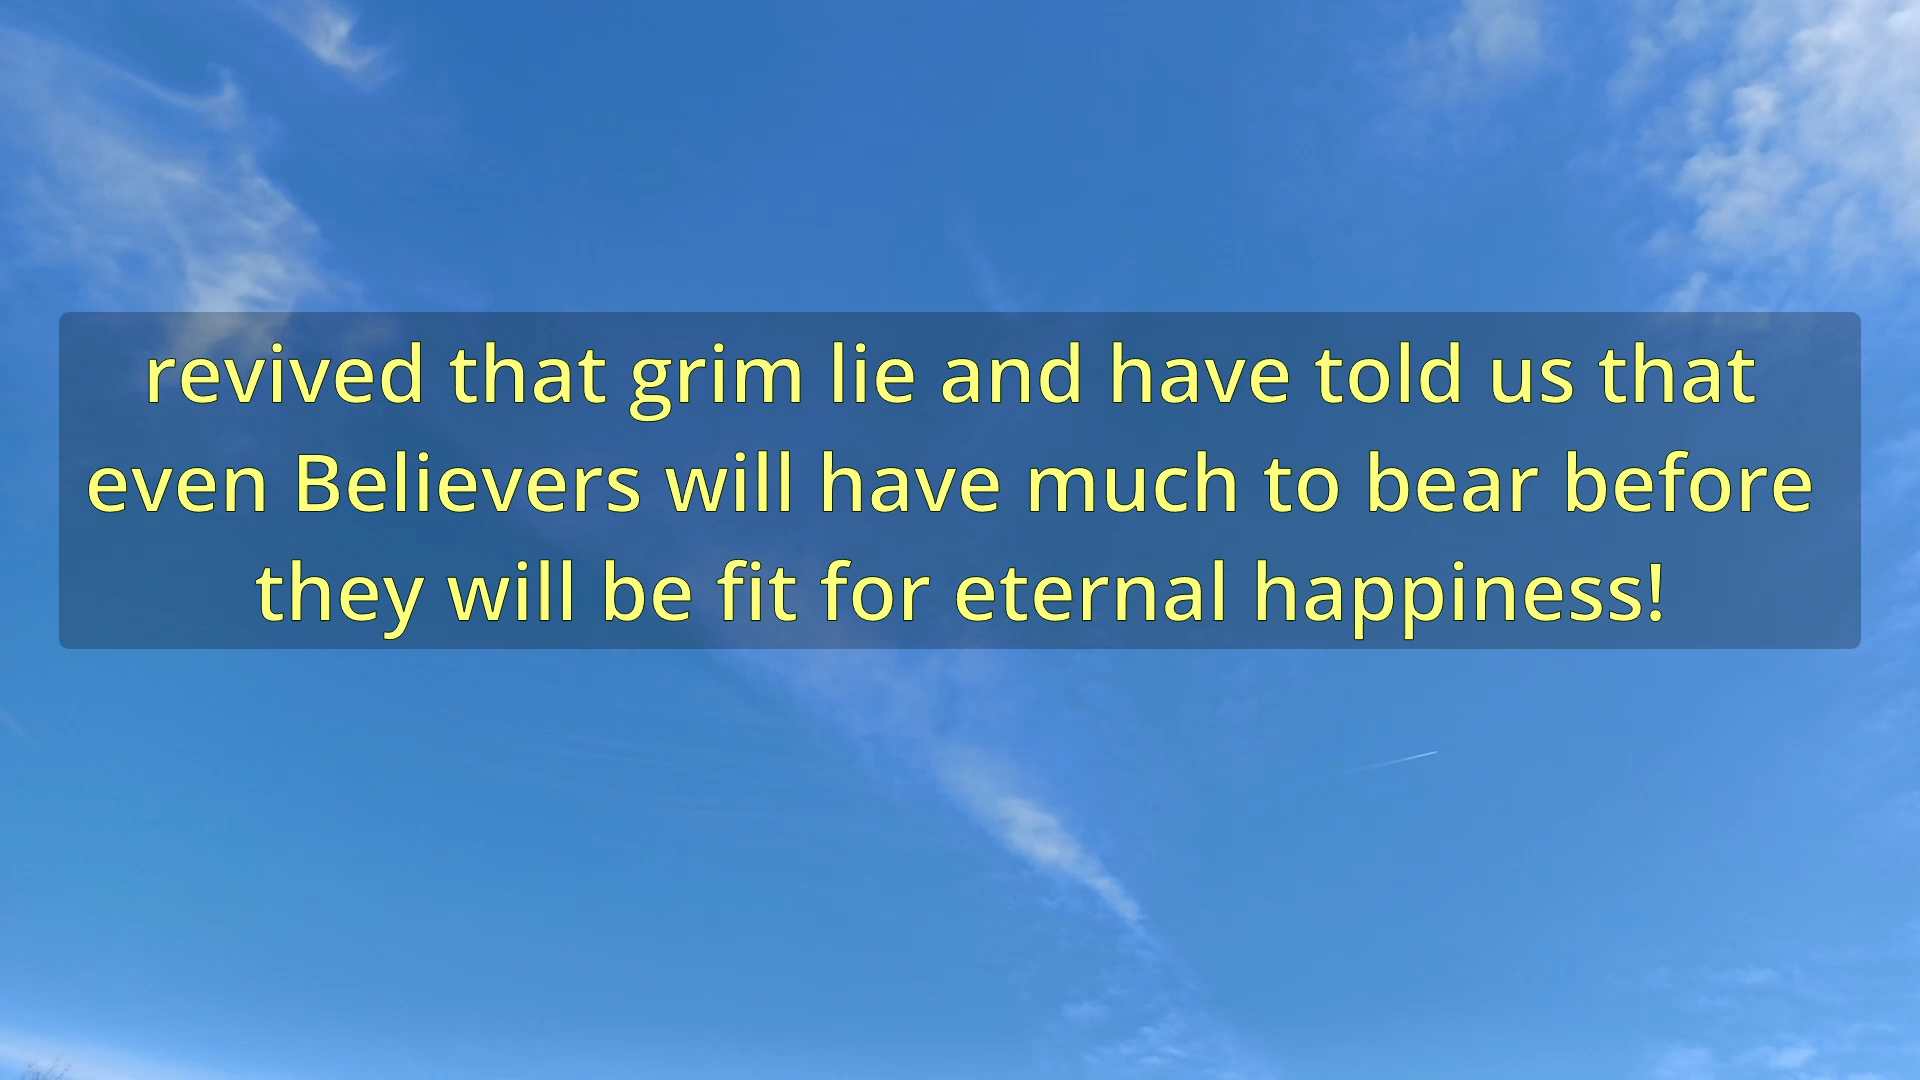 revived that grim lie and have told us that
even Believers will have much to bear before
they will be fit for eternal happiness!